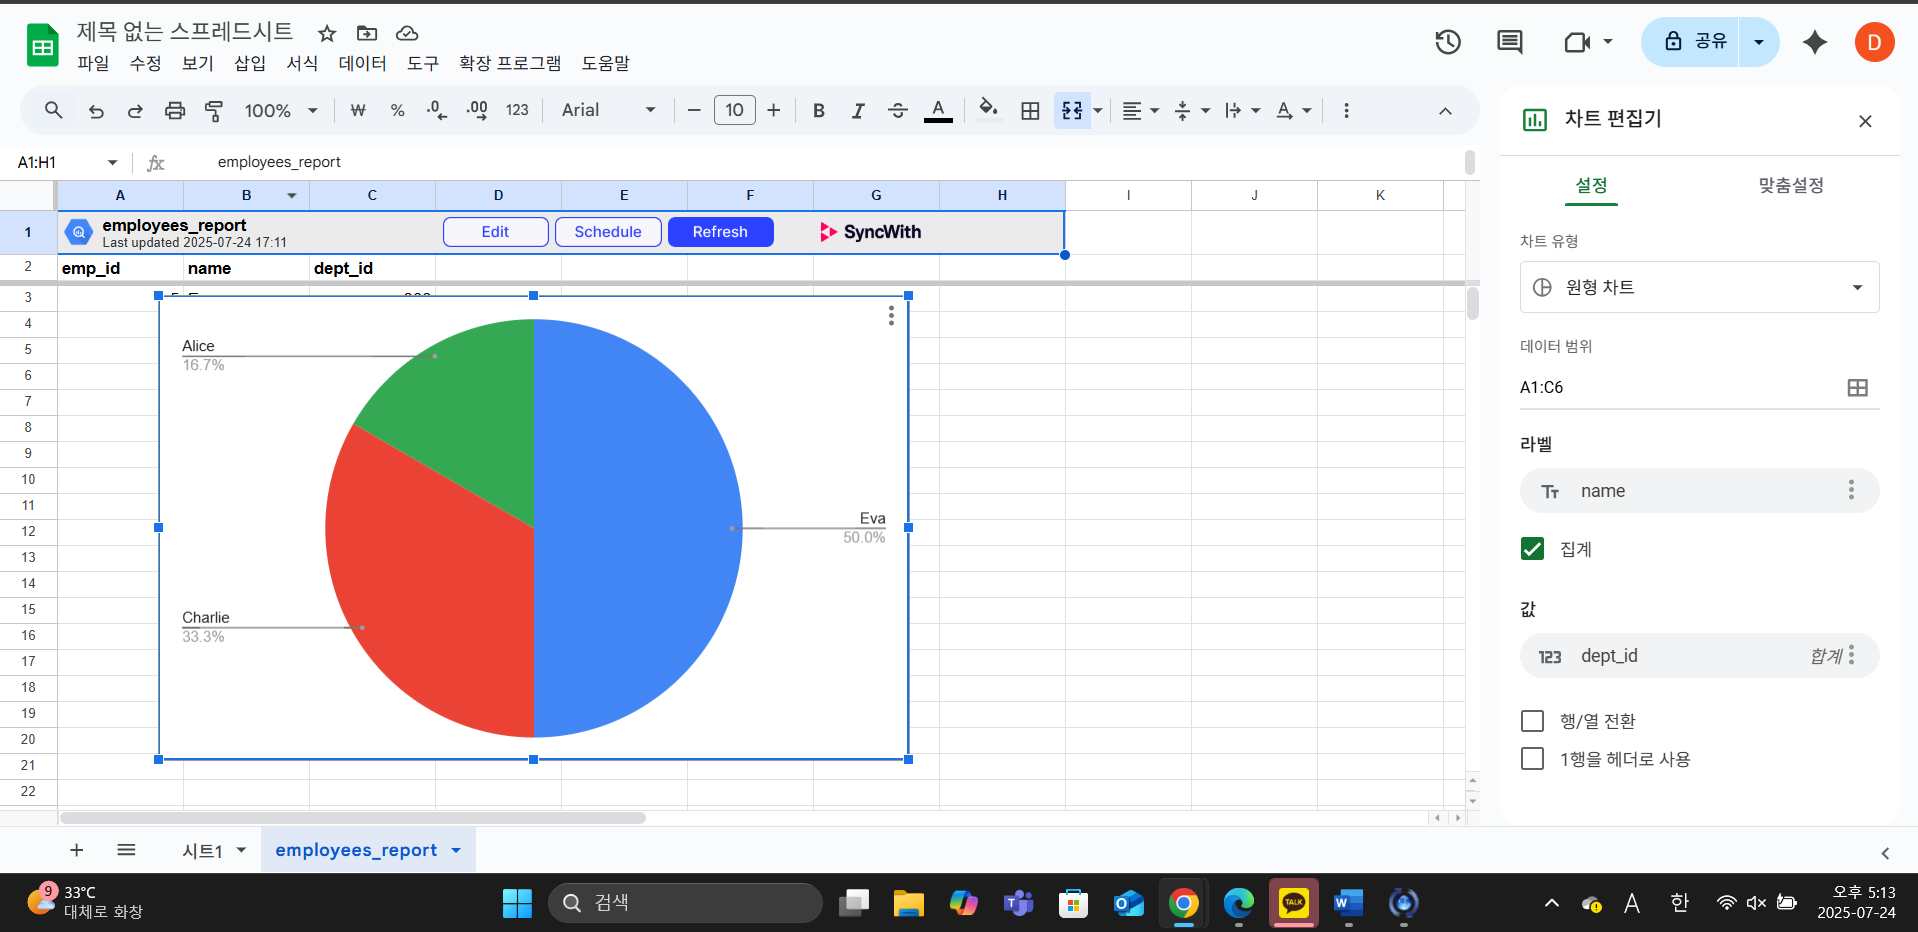 제목 없는 스프레드시트
파일 수정 보기 삽입 서식 데이터 도구 확장 프로그램 도움말
공유
D
100% ₩ % .0 .00 123 Arial 10 B I S A
A1:H1 fx employees_report
A B C D E F G H I J K
1 employees_report Edit Schedule Refresh SyncWith
Last updated 2025-07-24 17:11
2 emp_id name dept_id
3
4
5
6
7
8
9
10
11
12
13
14
15
16
17
18
19
20
21
22
Alice
16.7%
Eva
50.0%
Charlie
33.3%
차트 편집기
설정 맞춤설정
차트 유형
원형 차트
데이터 범위
A1:C6
라벨
Tт name
집계
값
123 dept_id 합계
행/열 전환
1행을 헤더로 사용
시트1 employees_report
9 33°C
대체로 화창
검색
TALK
A 한
오후 5:13
2025-07-24